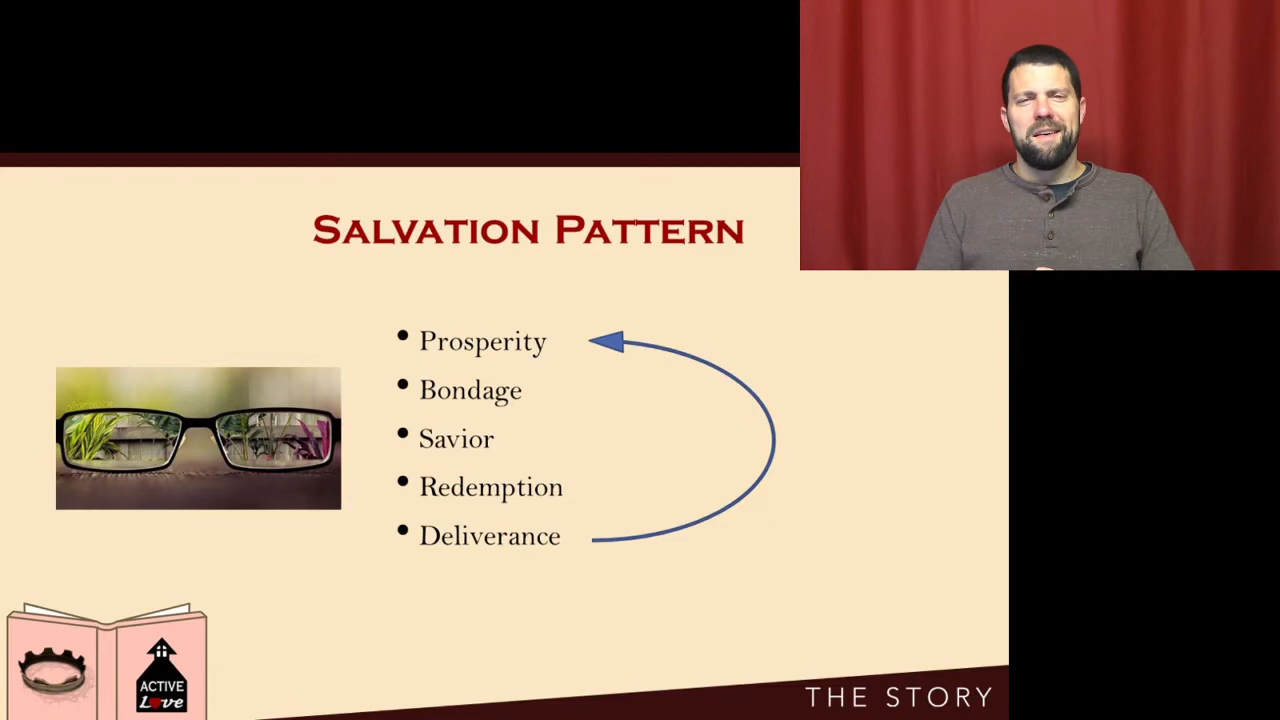 Salvation Pattern
• Prosperity
• Bondage
• Savior
• Redemption
• Deliverance
ACTIVE
Love
THE STORY